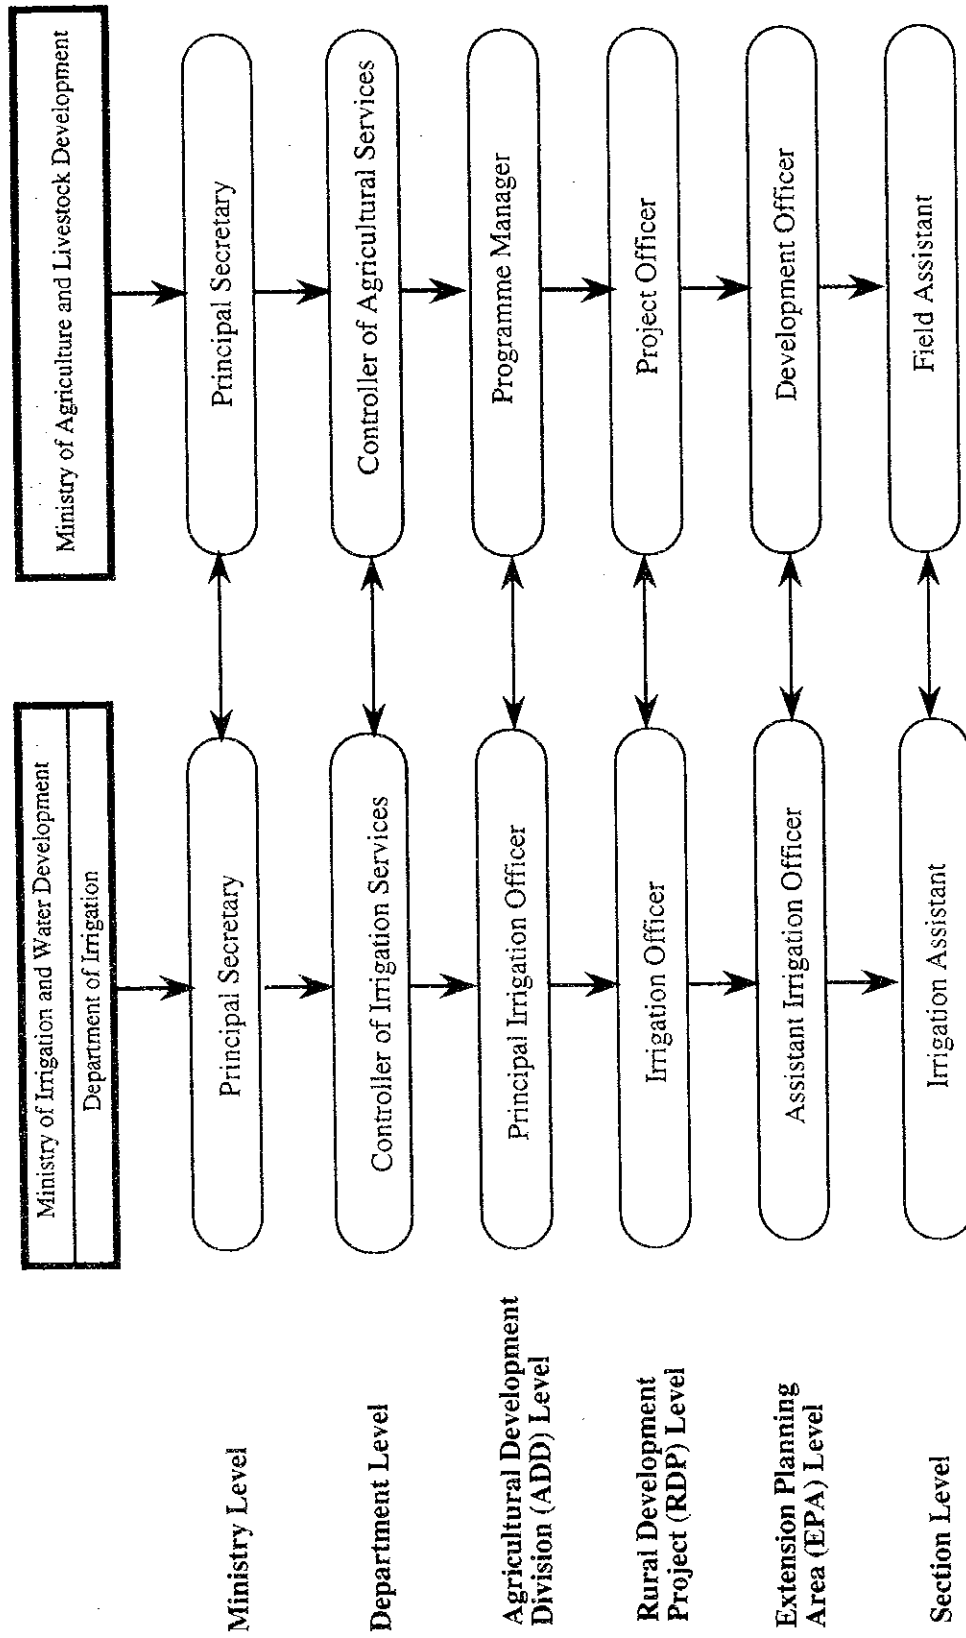 Ministry of Irrigation and Water Development
Department of Irrigation
Ministry of Agriculture and Livestock Development
Ministry Level
Principal Secretary
Principal Secretary
Department Level
Controller of Irrigation Services
Controller of Agricultural Services
Agricultural Development
Division (ADD) Level
Principal Irrigation Officer
Programme Manager
Rural Development
Project (RDP) Level
Irrigation Officer
Project Officer
Extension Planning
Area (EPA) Level
Assistant Irrigation Officer
Development Officer
Section Level
Irrigation Assistant
Field Assistant